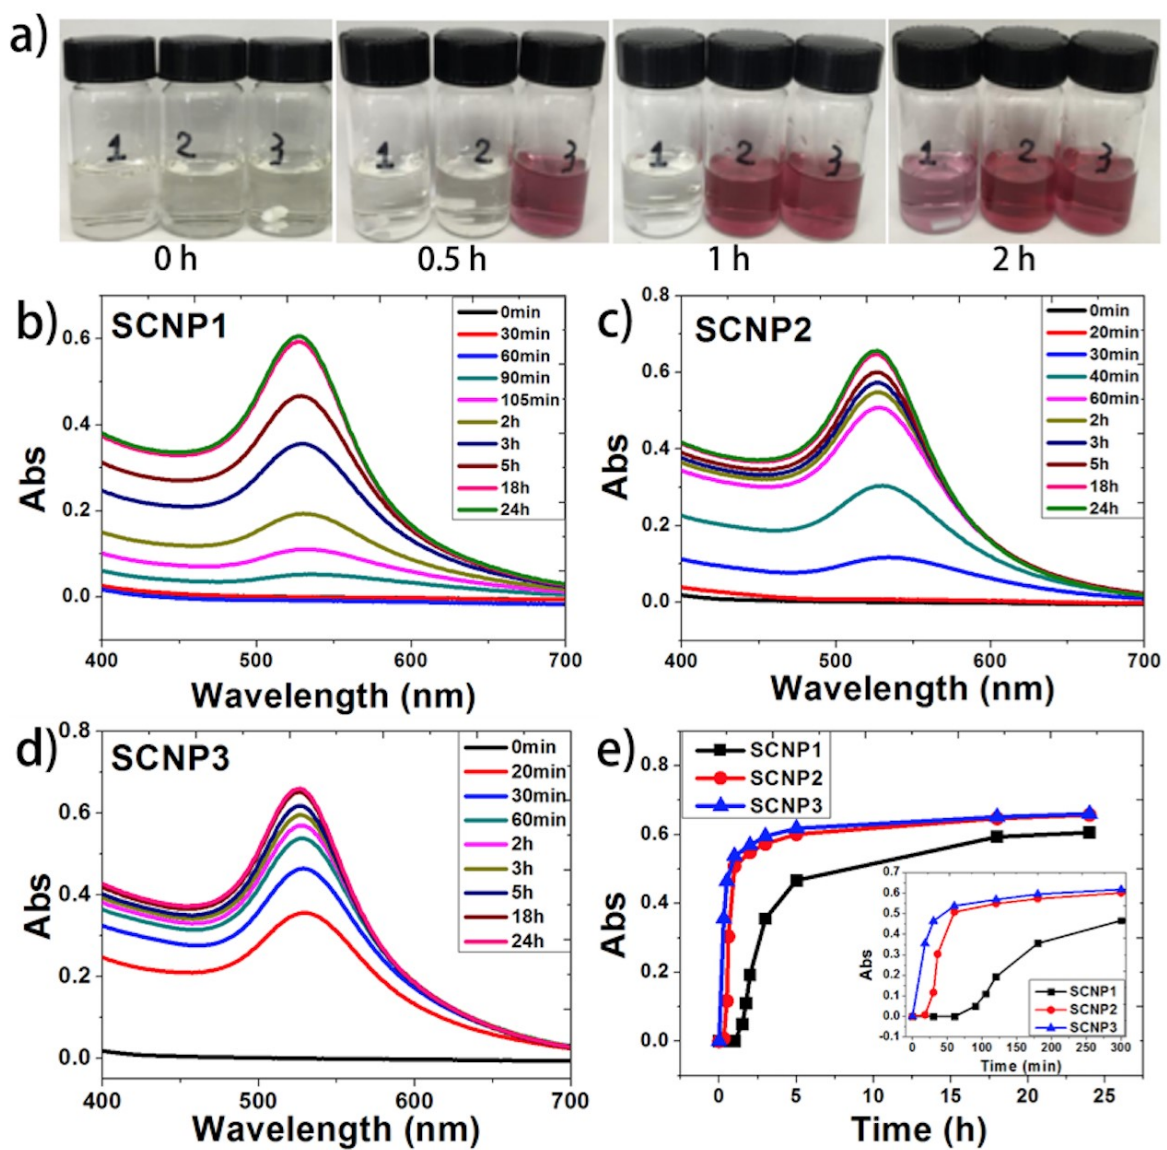 a)
1 2 3
1 2 3
1 2 3
1 2 3
0 h 0.5 h 1 h 2 h
b)
SCNP1
0min
30min
60min
90min
105min
2h
3h
5h
18h
24h
0.6
0.4
0.2
0.0
Abs
400 500 600 700
Wavelength (nm)
c)
SCNP2
0min
20min
30min
40min
60min
2h
3h
5h
18h
24h
0.8
0.6
0.4
0.2
0.0
Abs
400 500 600 700
Wavelength (nm)
d)
SCNP3
0min
20min
30min
60min
2h
3h
5h
18h
24h
0.8
0.6
0.4
0.2
0.0
Abs
400 500 600 700
Wavelength (nm)
e)
SCNP1
SCNP2
SCNP3
0.8
0.6
0.4
0.2
0.0
Abs
0 5 10 15 20 25
Time (h)
0.7
0.6
0.5
0.4
0.3
0.2
0.1
0.0
-0.1
Abs
SCNP1
SCNP2
SCNP3
0 50 100 150 200 250 300
Time (min)